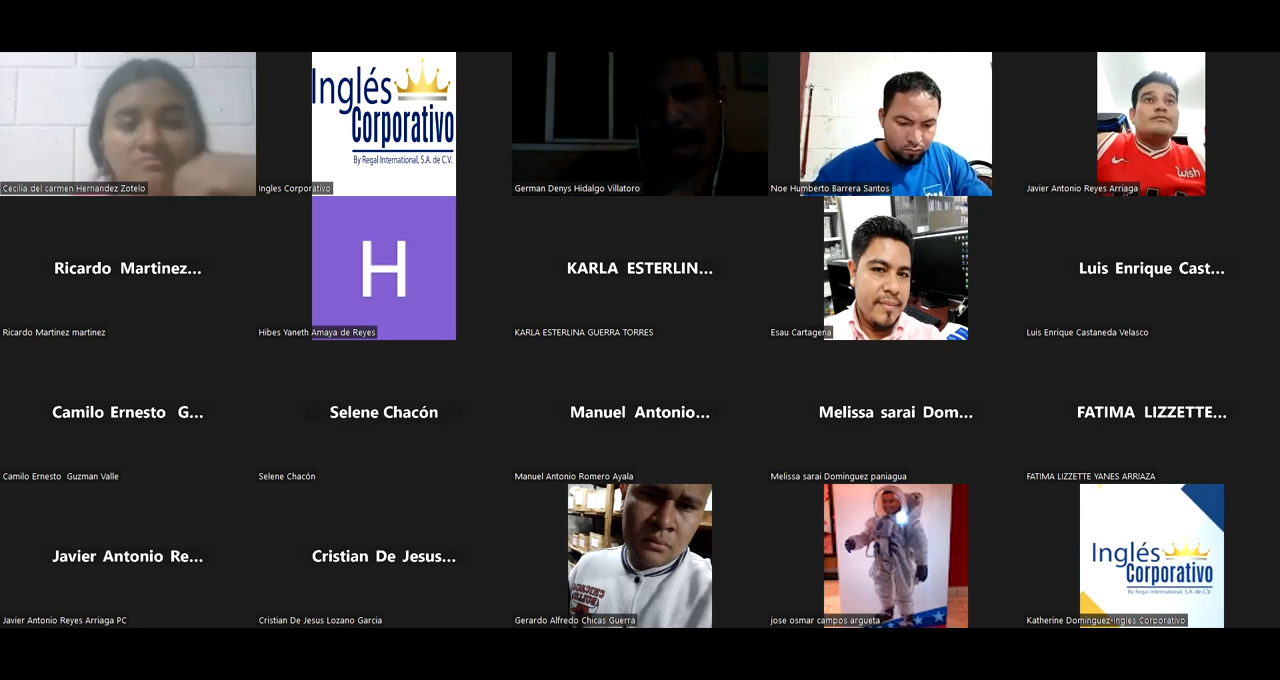 Inglés
Corporativo
By Regal International, S.A. de C.V.
wish
Cecilia del carmen Hernandez Zotelo
Ingles Corporativo
German Denys Hidalgo Villatoro
Noe Humberto Barrera Santos
Javier Antonio Reyes Arriaga
Ricardo Martinez...
H
KARLA ESTERLIN...
Luis Enrique Cast...
Ricardo Martinez martinez
Hibes Yaneth Amaya de Reyes
KARLA ESTERLINA GUERRA TORRES
Esau Cartagena
Luis Enrique Castaneda Velasco
Camilo Ernesto G...
Selene Chacón
Manuel Antonio...
Melissa sarai Dom...
FATIMA LIZZETTE...
Camilo Ernesto Guzman Valle
Selene Chacón
Manuel Antonio Romero Ayala
Melissa sarai Dominguez paniagua
FATIMA LIZZETTE YANES ARRIAZA
Javier Antonio Re...
Cristian De Jesus...
Inglés
Corporativo
By Regal International, S.A. de C.V.
Javier Antonio Reyes Arriaga PC
Cristian De Jesus Lozano Garcia
Gerardo Alfredo Chicas Guerra
jose osmar campos argueta
Katherine Dominguez-ingles Corporativo